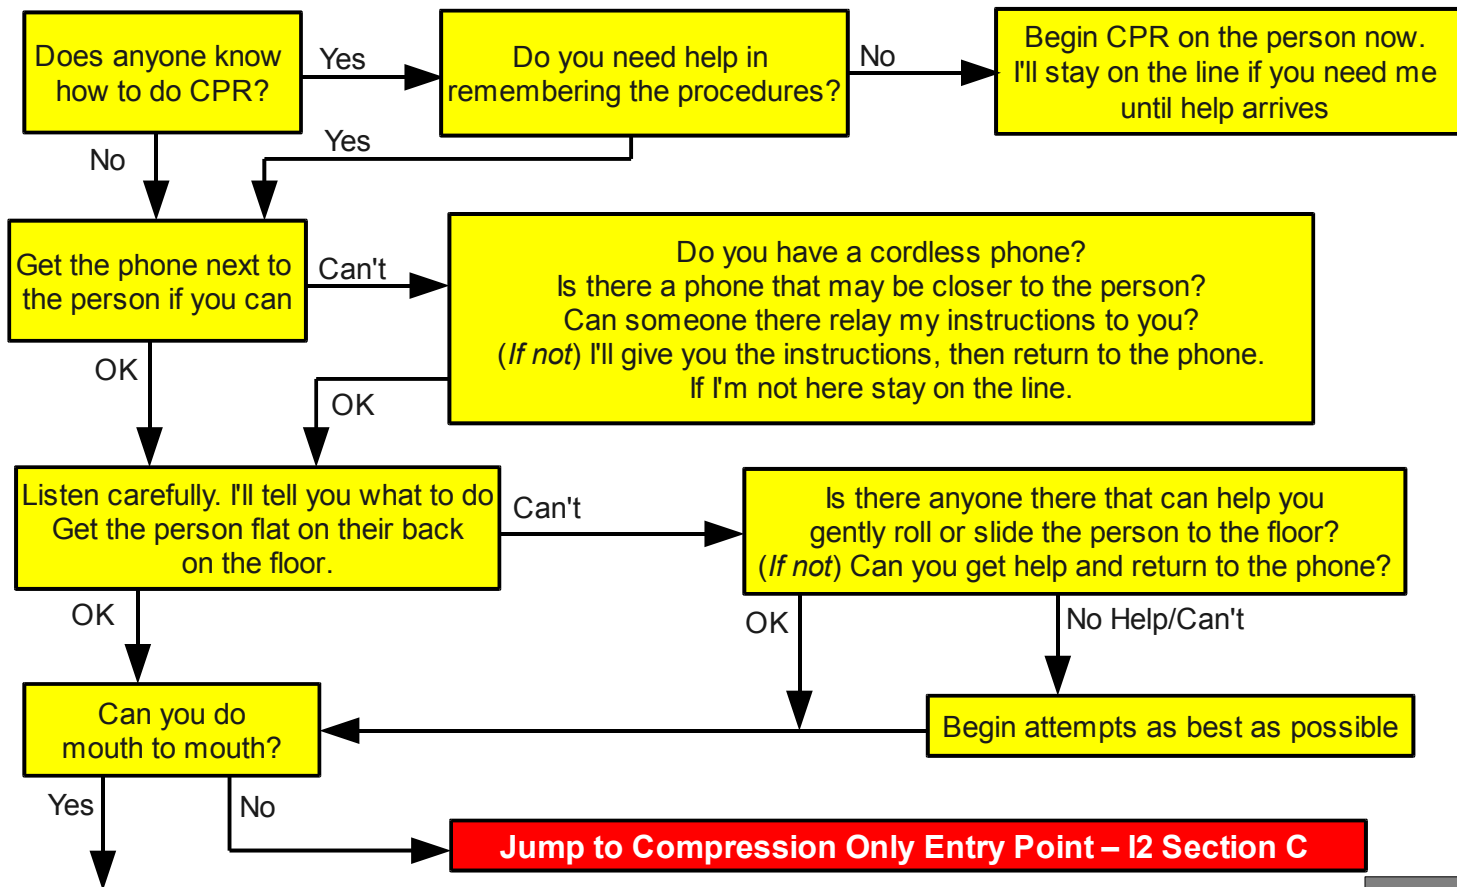 Does anyone know
how to do CPR?
Yes
Do you need help in
remembering the procedures?
No
Begin CPR on the person now.
I'll stay on the line if you need me
until help arrives
No
Yes
Get the phone next to
the person if you can
Can't
Do you have a cordless phone?
Is there a phone that may be closer to the person?
Can someone there relay my instructions to you?
(If not) I'll give you the instructions, then return to the phone.
If I'm not here stay on the line.
OK
OK
Listen carefully. I'll tell you what to do
Get the person flat on their back
on the floor.
Can't
Is there anyone there that can help you
gently roll or slide the person to the floor?
(If not) Can you get help and return to the phone?
OK
OK
No Help/Can't
Can you do
mouth to mouth?
Begin attempts as best as possible
Yes
No
Jump to Compression Only Entry Point – I2 Section C